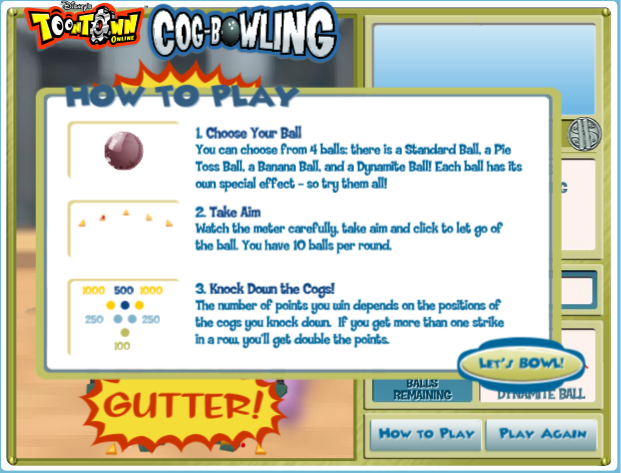 Disney's
TOONTOWN
ONLINE
COG-BOWLING
HOW TO PLAY
1. Choose Your Ball
You can choose from 4 balls: there is a Standard Ball, a Pie
Toss Ball, a Banana Ball, and a Dynamite Ball! Each ball has its
own special effect - so try them all!
2. Take Aim
Watch the meter carefully, take aim and click to let go of
the ball. You have 10 balls per round.
1000 500 1000
250 250
100
3. Knock Down the Cogs!
The number of points you win depends on the positions of
the cogs you knock down. If you get more than one strike
in a row, you'll get double the points.
LET'S BOWL!
GUTTER!
BALLS
REMAINING
DYNAMITE BALL
HOW TO PLAY
PLAY AGAIN